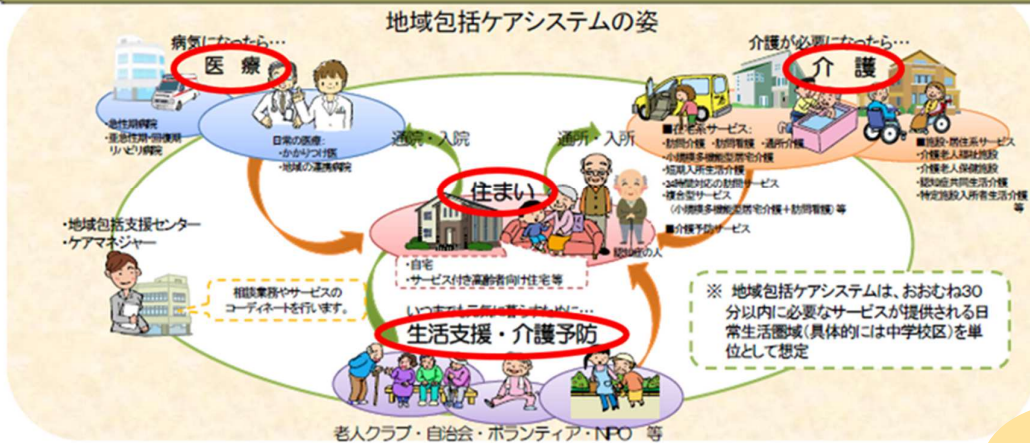 地域包括ケアシステムの姿
病気になったら…
医 療
・急性期病院
・亜急性期・回復期
リハビリ病院
日常の医療：
・かかりつけ医
・地域の連携病院
通院・入院
介護が必要になったら…
介 護
通所・入所
■在宅系サービス：
・訪問介護 ・訪問看護 ・通所介護
・小規模多機能型居宅介護
・短期入所生活介護
・24時間対応の訪問サービス
・複合型サービス
（小規模多機能型居宅介護＋訪問看護）等
■介護予防サービス
■施設・居住系サービス
・介護老人福祉施設
・介護老人保健施設
・認知症共同生活介護
・特定施設入所者生活介護
等
住まい
認知症の人
・自宅
・サービス付き高齢者向け住宅 等
・地域包括支援センター
・ケアマネジャー
相談業務やサービスの
コーディネートを行います。
いつまでも元気に暮らすために…
生活支援・介護予防
老人クラブ・自治会・ボランティア・NPO 等
※ 地域包括ケアシステムは、おおむね30
分以内に必要なサービスが提供される日
常生活圏域（具体的には中学校区）を単
位として想定